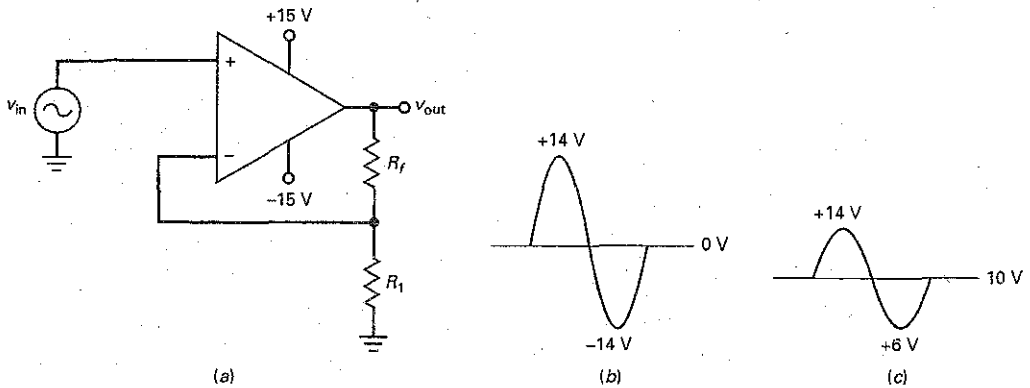 +15 V
+
v_in
v_out
−
R_f
−15 V
R_1
+14 V
0 V
−14 V
+14 V
10 V
+6 V
(a)
(b)
(c)